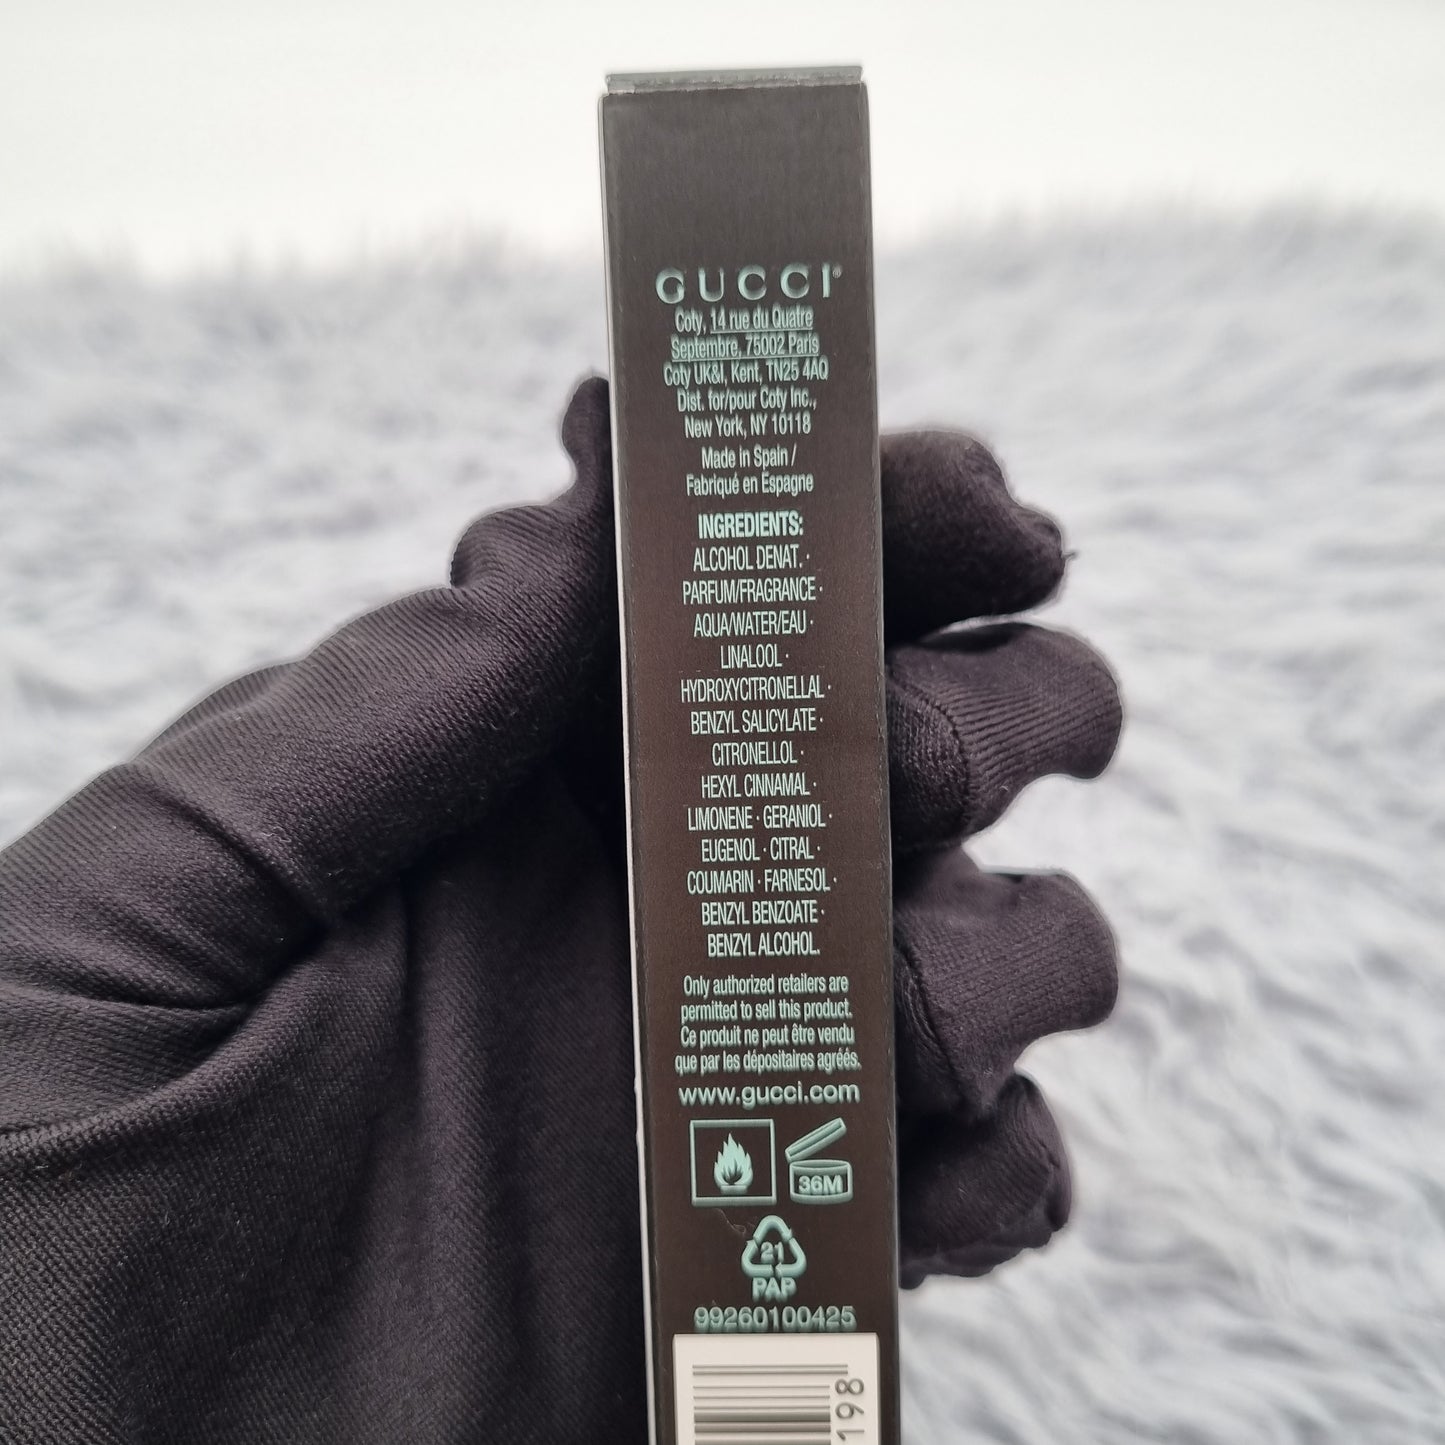 GUCCI®
Coty, 14 rue du Quatre
Septembre, 75002 Paris
Coty UK&I, Kent, TN25 4AQ
Dist. for/pour Coty Inc.,
New York, NY 10118
Made in Spain /
Fabriqué en Espagne
INGREDIENTS:
ALCOHOL DENAT. ·
PARFUM/FRAGRANCE ·
AQUA/WATER/EAU ·
LINALOOL ·
HYDROXYCITRONELLAL ·
BENZYL SALICYLATE ·
CITRONELLOL ·
HEXYL CINNAMAL ·
LIMONENE · GERANIOL ·
EUGENOL · CITRAL ·
COUMARIN · FARNESOL ·
BENZYL BENZOATE ·
BENZYL ALCOHOL.
Only authorized retailers are
permitted to sell this product.
Ce produit ne peut être vendu
que par les dépositaires agréés.
www.gucci.com
36M
21
PAP
99260100425
198